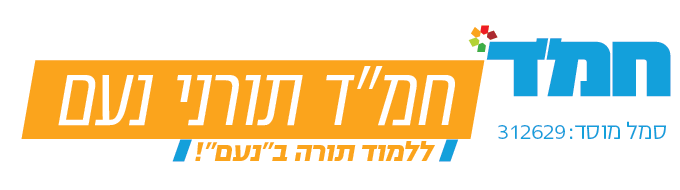 חמ"ד
סמל מוסד: 312629
חמ"ד תורני נעם
ללמוד תורה ב"נעם"!